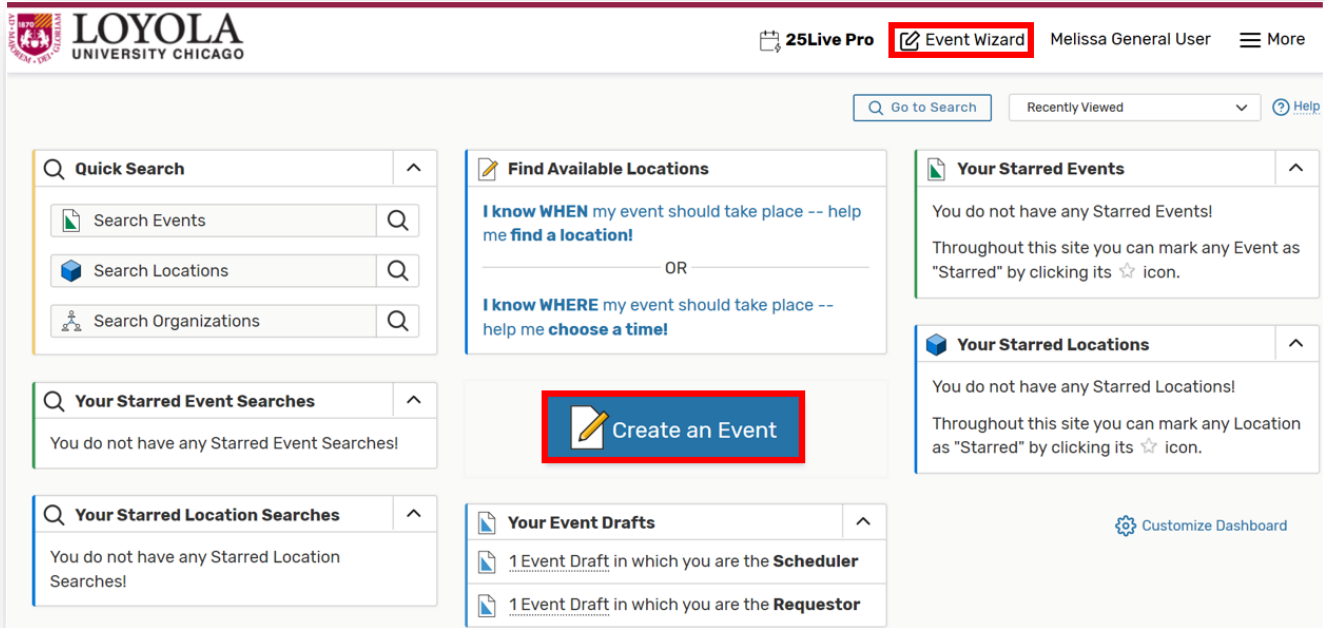 1870
AD • MAJOREM • DEI • GLORIAM
LOYOLA
UNIVERSITY CHICAGO
25Live Pro
Event Wizard
Melissa General User
More
Go to Search
Recently Viewed
Help
Quick Search
Search Events
Search Locations
Search Organizations
Your Starred Event Searches
You do not have any Starred Event Searches!
Your Starred Location Searches
You do not have any Starred Location
Searches!
Find Available Locations
I know WHEN my event should take place -- help
me find a location!
OR
I know WHERE my event should take place --
help me choose a time!
Create an Event
Your Event Drafts
1 Event Draft in which you are the Scheduler
1 Event Draft in which you are the Requestor
Your Starred Events
You do not have any Starred Events!
Throughout this site you can mark any Event as
"Starred" by clicking its icon.
Your Starred Locations
You do not have any Starred Locations!
Throughout this site you can mark any Location
as "Starred" by clicking its icon.
Customize Dashboard